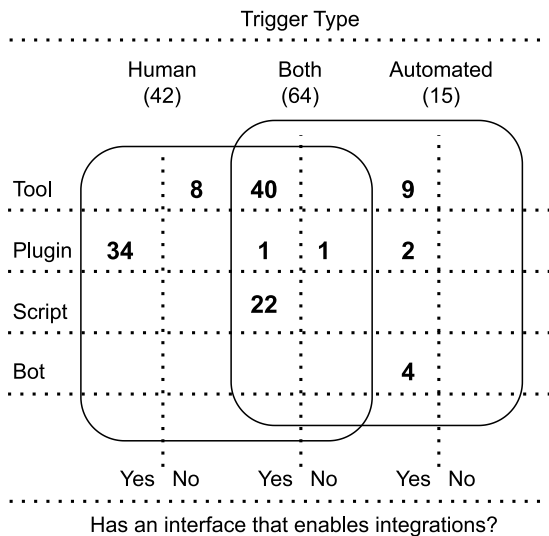 Trigger Type
Human Both Automated
(42) (64) (15)
Tool 8 40 9
Plugin 34 1 1 2
Script 22
Bot 4
Yes No Yes No Yes No
Has an interface that enables integrations?